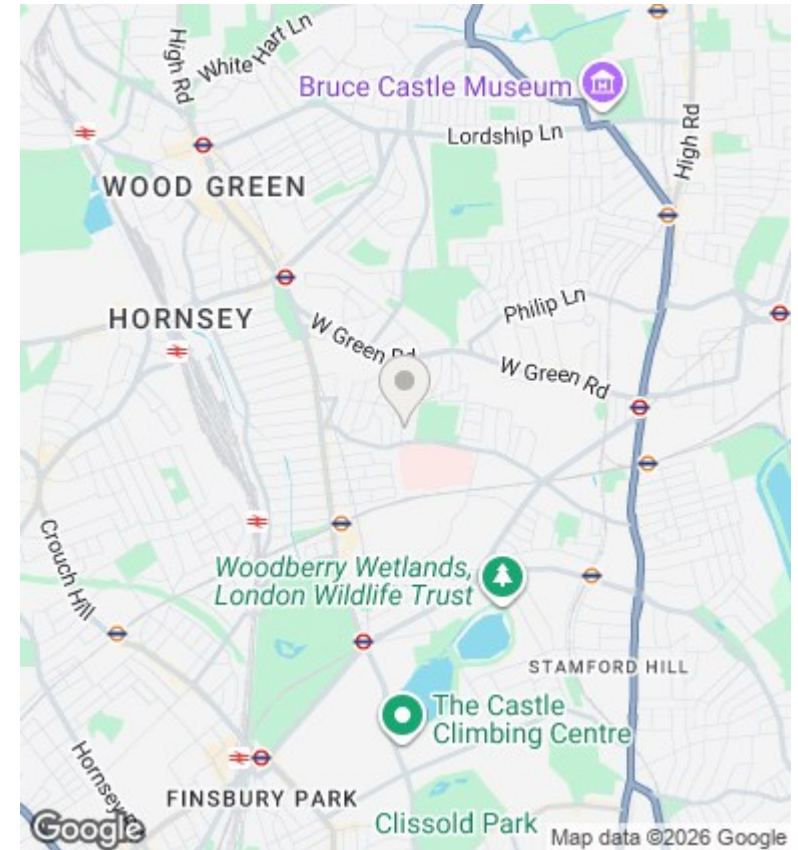 White Hart Ln
High Rd
Bruce Castle Museum
Lordship Ln
High Rd
WOOD GREEN
Philip Ln
HORNSEY
W Green Rd
W Green Rd
Crouch Hill
Woodberry Wetlands,
London Wildlife Trust
STAMFORD HILL
The Castle
Climbing Centre
Hornsey
FINSBURY PARK
Clissold Park
Google
Map data ©2026 Google